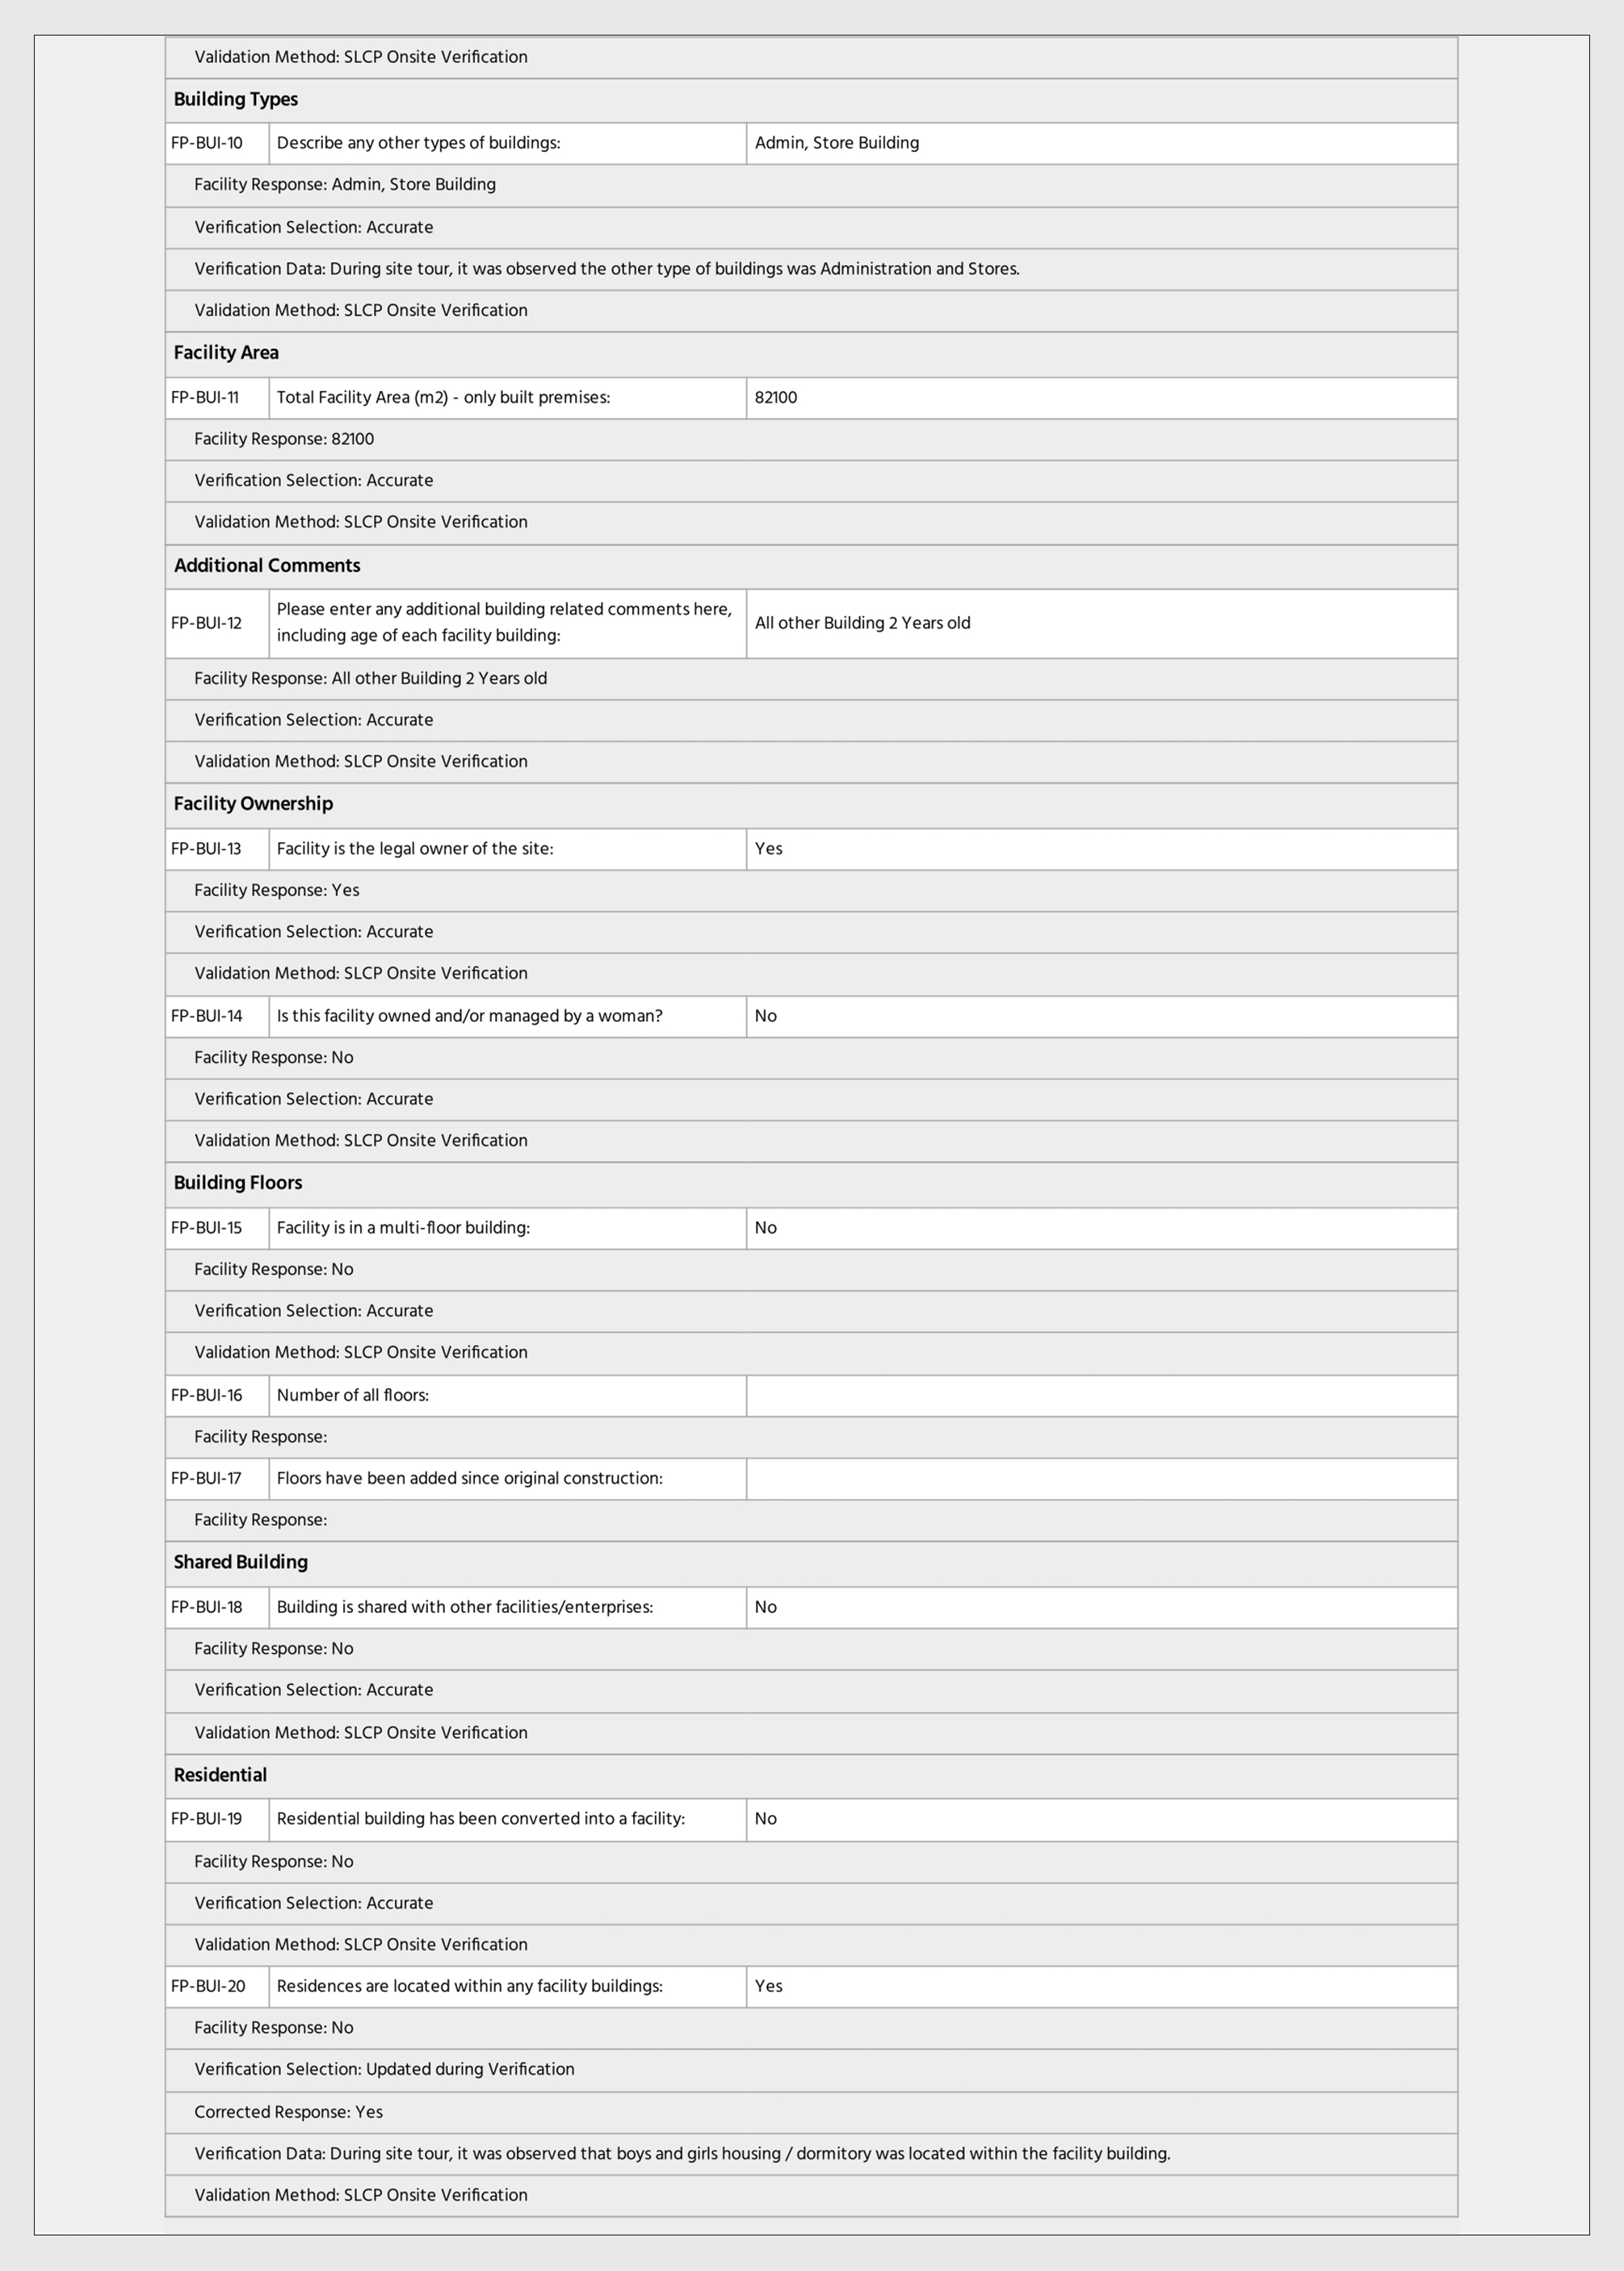 Validation Method: SLCP Onsite Verification
Building Types
FP-BUI-10 Describe any other types of buildings: Admin, Store Building
Facility Response: Admin, Store Building
Verification Selection: Accurate
Verification Data: During site tour, it was observed the other type of buildings was Administration and Stores.
Validation Method: SLCP Onsite Verification
Facility Area
FP-BUI-11 Total Facility Area (m2) - only built premises: 82100
Facility Response: 82100
Verification Selection: Accurate
Validation Method: SLCP Onsite Verification
Additional Comments
FP-BUI-12 Please enter any additional building related comments here,
including age of each facility building: All other Building 2 Years old
Facility Response: All other Building 2 Years old
Verification Selection: Accurate
Validation Method: SLCP Onsite Verification
Facility Ownership
FP-BUI-13 Facility is the legal owner of the site: Yes
Facility Response: Yes
Verification Selection: Accurate
Validation Method: SLCP Onsite Verification
FP-BUI-14 Is this facility owned and/or managed by a woman? No
Facility Response: No
Verification Selection: Accurate
Validation Method: SLCP Onsite Verification
Building Floors
FP-BUI-15 Facility is in a multi-floor building: No
Facility Response: No
Verification Selection: Accurate
Validation Method: SLCP Onsite Verification
FP-BUI-16 Number of all floors:
Facility Response:
FP-BUI-17 Floors have been added since original construction:
Facility Response:
Shared Building
FP-BUI-18 Building is shared with other facilities/enterprises: No
Facility Response: No
Verification Selection: Accurate
Validation Method: SLCP Onsite Verification
Residential
FP-BUI-19 Residential building has been converted into a facility: No
Facility Response: No
Verification Selection: Accurate
Validation Method: SLCP Onsite Verification
FP-BUI-20 Residences are located within any facility buildings: Yes
Facility Response: No
Verification Selection: Updated during Verification
Corrected Response: Yes
Verification Data: During site tour, it was observed that boys and girls housing / dormitory was located within the facility building.
Validation Method: SLCP Onsite Verification